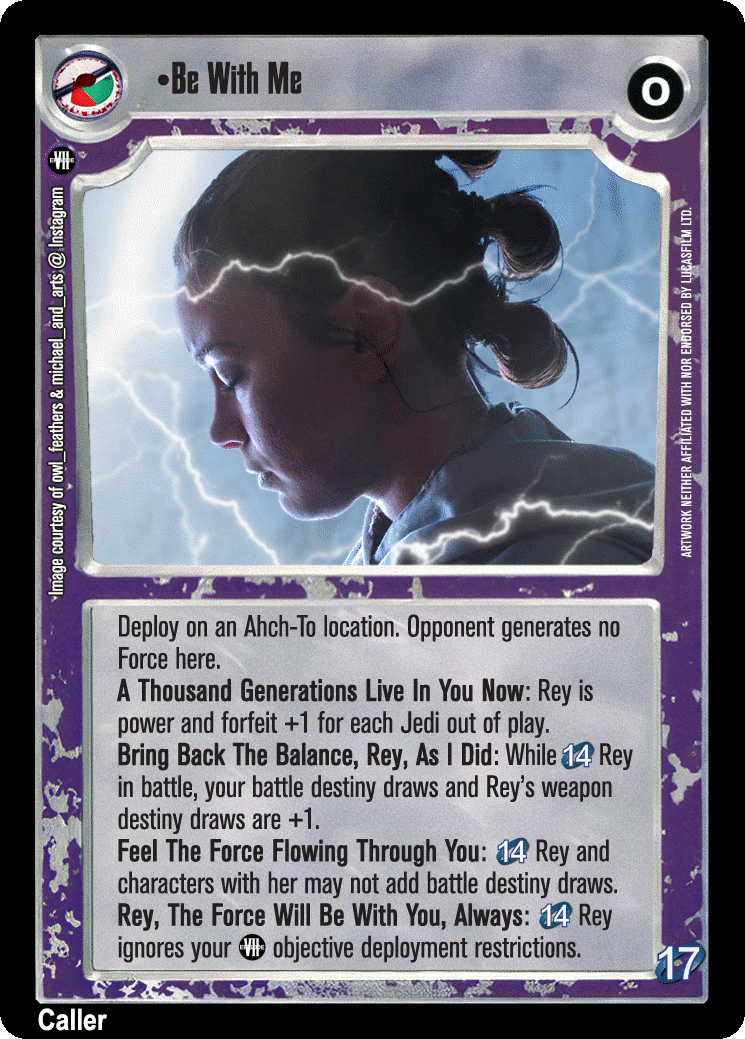 •Be With Me
O
EPISODE VII
Image courtesy of owl_feathers & michael_and_arts @ Instagram
ARTWORK NEITHER AFFILIATED WITH NOR ENDORSED BY LUCASFILM LTD.
Deploy on an Ahch-To location. Opponent generates no
Force here.
A Thousand Generations Live In You Now: Rey is
power and forfeit +1 for each Jedi out of play.
Bring Back The Balance, Rey, As I Did: While 14 Rey
in battle, your battle destiny draws and Rey's weapon
destiny draws are +1.
Feel The Force Flowing Through You: 14 Rey and
characters with her may not add battle destiny draws.
Rey, The Force Will Be With You, Always: 14 Rey
ignores your EPISODE VII objective deployment restrictions.
17
Caller